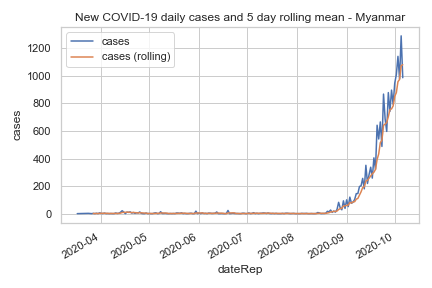 New COVID-19 daily cases and 5 day rolling mean - Myanmar
cases
cases (rolling)
1200
1000
800
600
400
200
0
cases
2020-04
2020-05
2020-06
2020-07
2020-08
2020-09
2020-10
dateRep